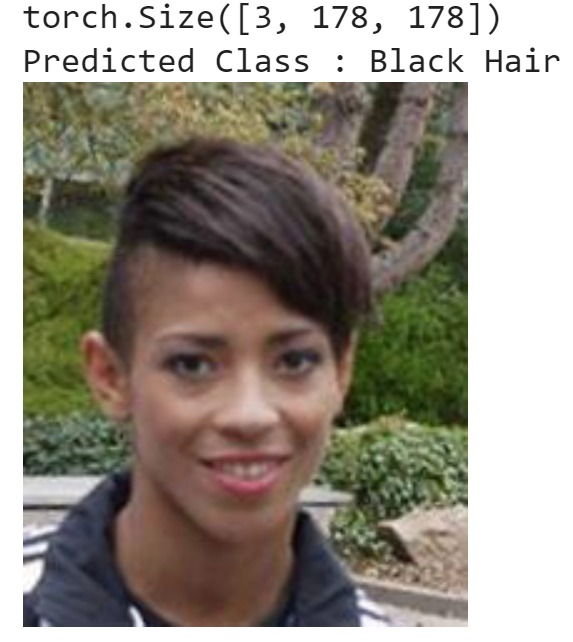 torch.Size([3, 178, 178])
Predicted Class : Black Hair